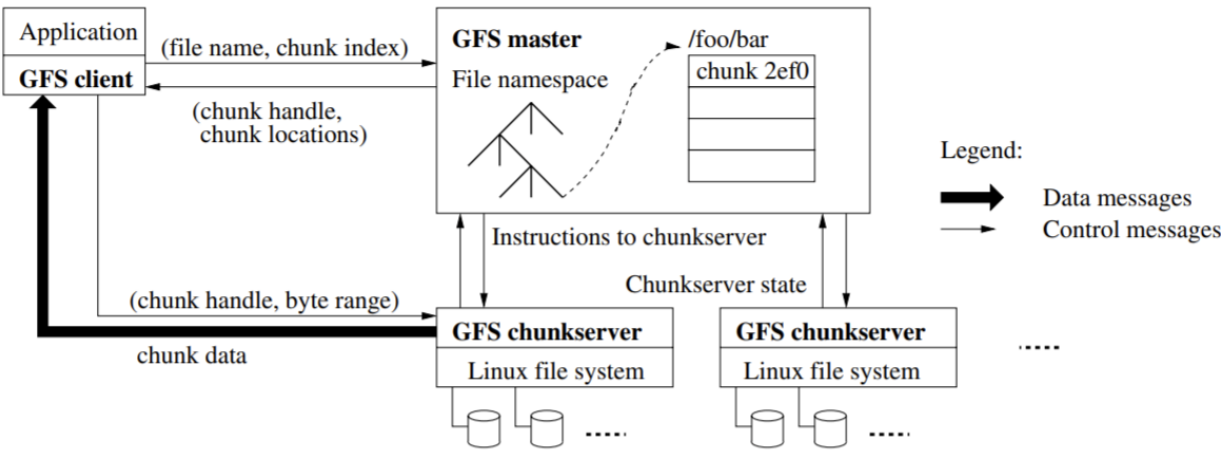 Application
GFS client
(file name, chunk index)
(chunk handle,
chunk locations)
GFS master
File namespace
/foo/bar
chunk 2ef0
Legend:
Data messages
Control messages
Instructions to chunkserver
Chunkserver state
(chunk handle, byte range)
chunk data
GFS chunkserver
Linux file system
GFS chunkserver
Linux file system